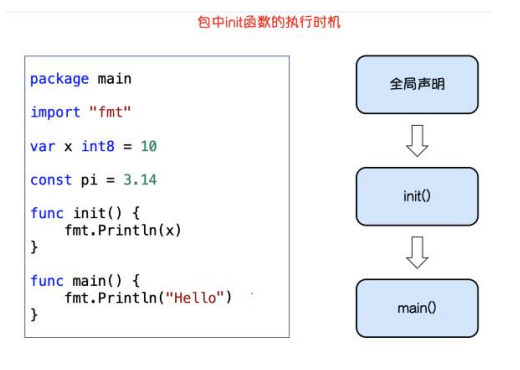 包中init函数的执行时机
package main
import "fmt"
var x int8 = 10
const pi = 3.14
func init() {
    fmt.Println(x)
}
func main() {
    fmt.Println("Hello")
}
全局声明
init()
main()